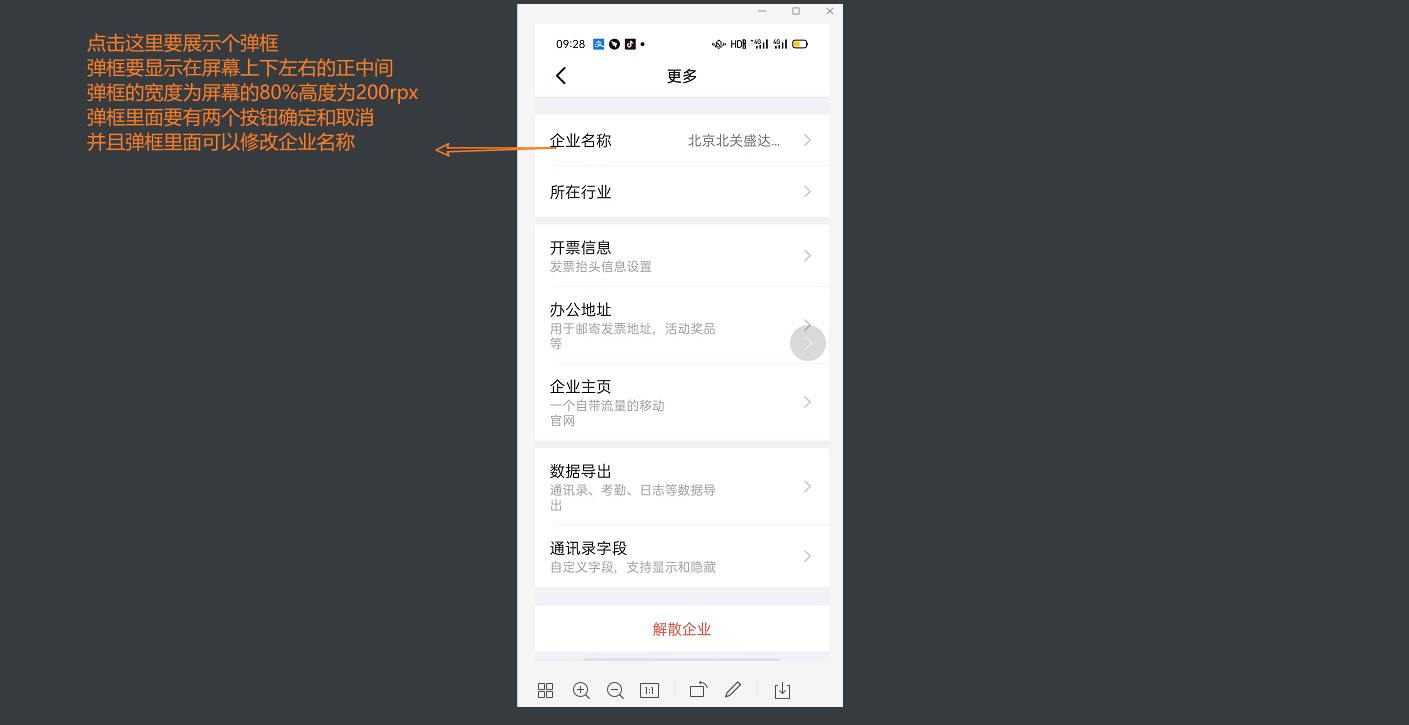 点击这里要展示个弹框
弹框要显示在屏幕上下左右的正中间
弹框的宽度为屏幕的80%高度为200rpx
弹框里面要有两个按钮确定和取消
并且弹框里面可以修改企业名称
09:28
HD
4G
4G
更多
企业名称
北京北关盛达...
所在行业
开票信息
发票抬头信息设置
办公地址
用于邮寄发票地址，活动奖品
等
企业主页
一个自带流量的移动
官网
数据导出
通讯录、考勤、日志等数据导
出
通讯录字段
自定义字段，支持显示和隐藏
解散企业
1:1